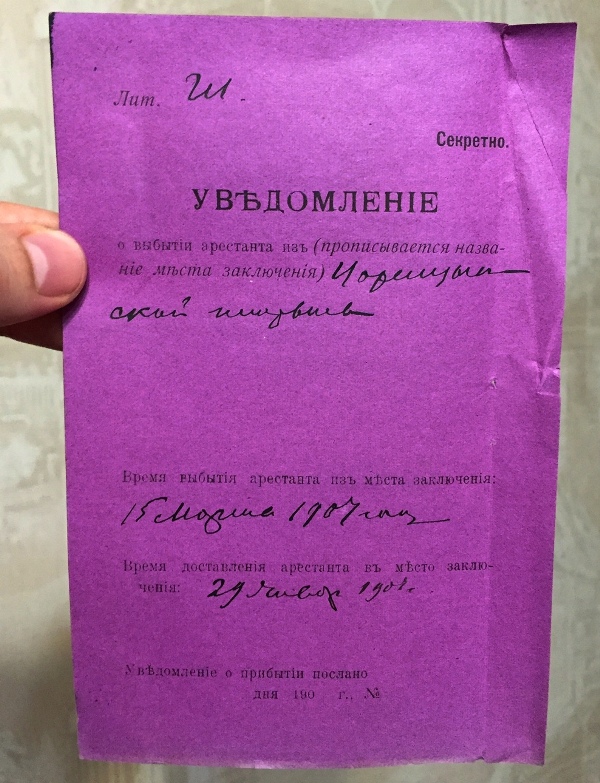 Лит. Ш.
Секретно.
УВѢДОМЛЕНІЕ
о выбытіи арестанта изъ (прописывается назва-
ніе мѣста заключенія) Царицын
ской тюрьмы
Время выбытія арестанта изъ мѣста заключенія:
15 Марта 1907 года
Время доставленія арестанта въ мѣсто заклю-
ченія: 29 Январ 190
Увѣдомленіе о прибытіи послано
дня 190 г., №